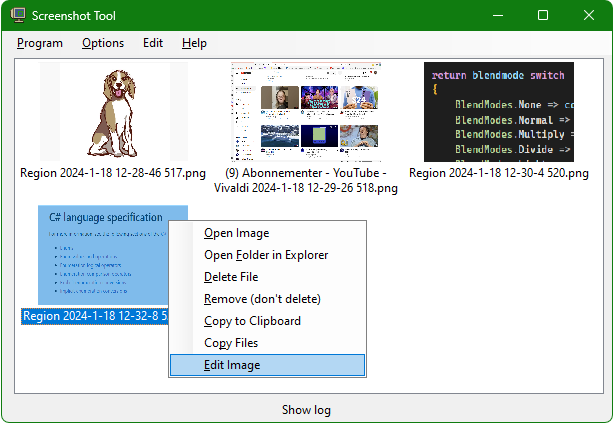 Screenshot Tool
Program Options Edit Help
return blendmode switch
{
BlendModes.None =>
BlendModes.Normal =>
BlendModes.Multiply =
BlendModes.Divide =>
Region 2024-1-18 12-28-46 517.png
(9) Abonnementer - YouTube -
Vivaldi 2024-1-18 12-29-26 518.png
Region 2024-1-18 12-30-4 520.png
C# language specification
Region 2024-1-18 12-32-8
Open Image
Open Folder in Explorer
Delete File
Remove (don't delete)
Copy to Clipboard
Copy Files
Edit Image
Show log